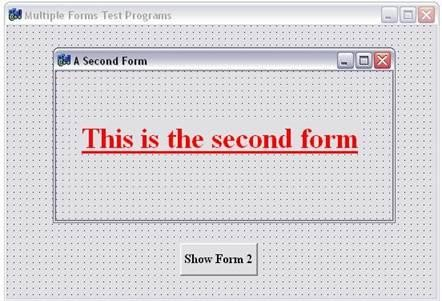 Multiple Forms Test Programs
A Second Form
This is the second form
Show Form 2